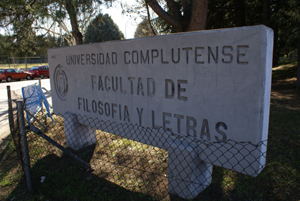 UNIVERSIDAD COMPLUTENSE
FACULTAD DE
FILOSOFIA Y LETRAS